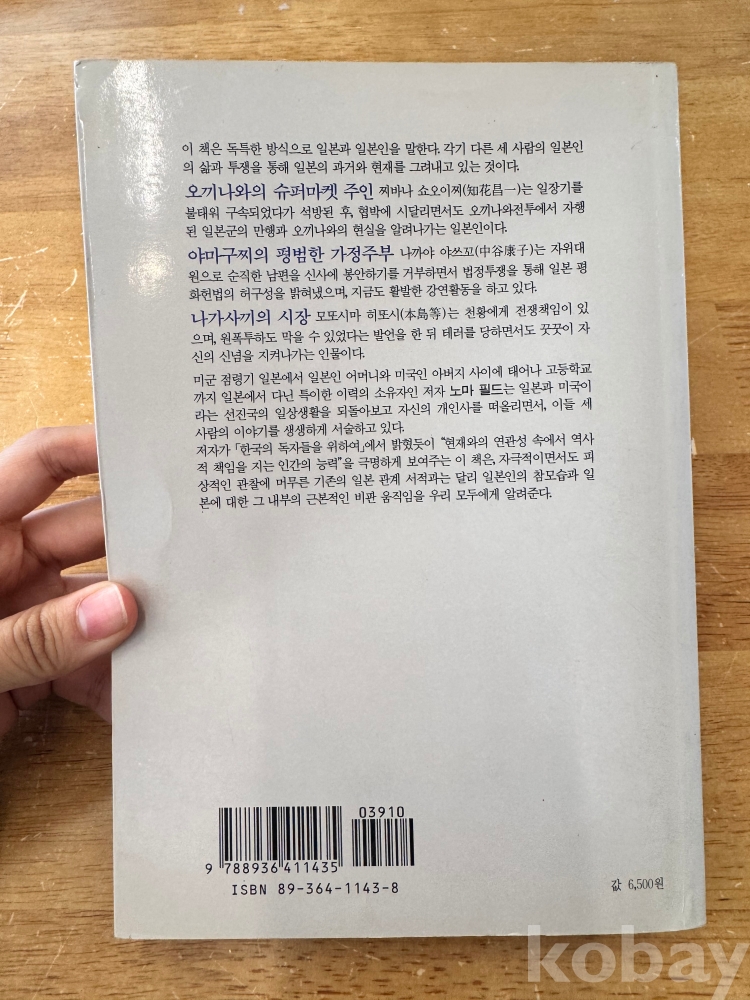 이 책은 독특한 방식으로 일본과 일본인을 말한다. 각기 다른 세 사람의 일본인
의 삶과 투쟁을 통해 일본의 과거와 현재를 그려내고 있는 것이다.
오끼나와의 슈퍼마켓 주인 찌바나 쇼오이찌(知花昌一)는 일장기를
불태워 구속되었다가 석방된 후, 협박에 시달리면서도 오끼나와전투에서 자행
된 일본군의 만행과 오끼나와의 현실을 알려나가는 일본인이다.
야마구찌의 평범한 가정주부 나까야 야쓰꼬(中谷康子)는 자위대
원으로 순직한 남편을 신사에 봉안하기를 거부하면서 법정투쟁을 통해 일본 평
화헌법의 허구성을 밝혀냈으며, 지금도 활발한 강연활동을 하고 있다.
나가사끼의 시장 모또시마 히또시(本島等)는 천황에게 전쟁책임이 있
으며, 원폭투하도 막을 수 있었다는 발언을 한 뒤 테러를 당하면서도 꿋꿋이 자
신의 신념을 지켜나가는 인물이다.
미군 점령기 일본에서 일본인 어머니와 미국인 아버지 사이에 태어나 고등학교
까지 일본에서 다닌 특이한 이력의 소유자인 저자 노마 필드는 일본과 미국이
라는 선진국의 일상생활을 되돌아보고 자신의 개인사를 떠올리면서, 이들 세
사람의 이야기를 생생하게 서술하고 있다.
저자가 「한국의 독자들을 위하여」에서 밝혔듯이 “현재와의 연관성 속에서 역사
적 책임을 지는 인간의 능력”을 극명하게 보여주는 이 책은, 자극적이면서도 피
상적인 관찰에 머무른 기존의 일본 관계 서적과는 달리 일본인의 참모습과 일
본에 대한 그 내부의 근본적인 비판 움직임을 우리 모두에게 알려준다.
03910
9 788936 411435
ISBN 89-364-1143-8
값 6,500원
kobay